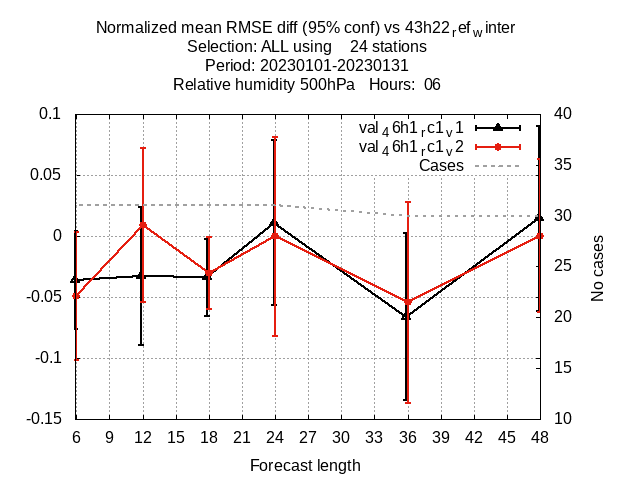 Normalized mean RMSE diff (95% conf) vs 43h22refwinter
Selection: ALL using    24 stations
Period: 20230101-20230131
Relative humidity 500hPa   Hours:  06
0.1
0.05
0
-0.05
-0.1
-0.15
val46h1rc1v1
val46h1rc1v2
Cases
40
35
30
25
20
15
10
No cases
6 9 12 15 18 21 24 27 30 33 36 39 42 45 48
Forecast length